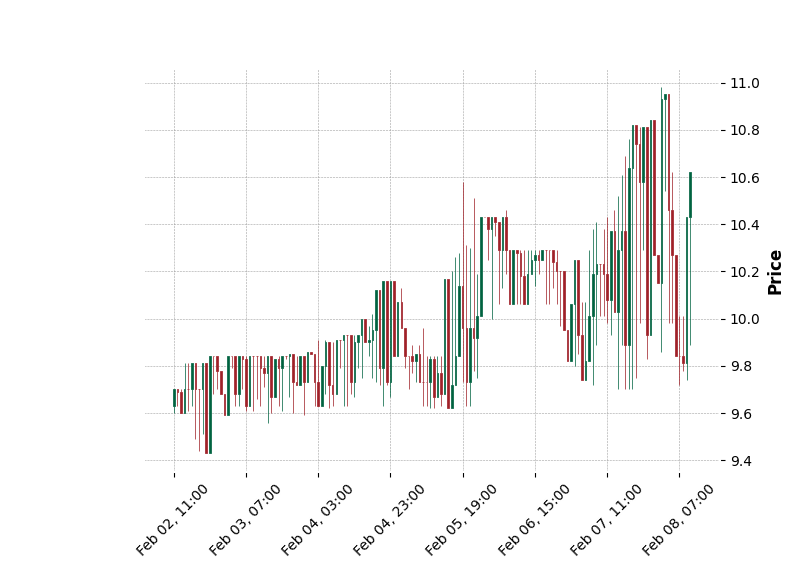 11.0
10.8
10.6
10.4
10.2
10.0
9.8
9.6
9.4
Price
Feb 02, 11:00
Feb 03, 07:00
Feb 04, 03:00
Feb 04, 23:00
Feb 05, 19:00
Feb 06, 15:00
Feb 07, 11:00
Feb 08, 07:00